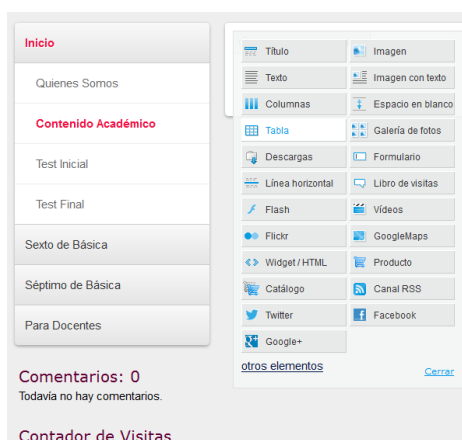 Inicio
Quienes Somos
Contenido Académico
Test Inicial
Test Final
Sexto de Básica
Séptimo de Básica
Para Docentes
Comentarios: 0
Todavía no hay comentarios.
Contador de Visitas
Título
Imagen
Texto
Imagen con texto
Columnas
Espacio en blanco
Tabla
Galería de fotos
Descargas
Formulario
Línea horizontal
Libro de visitas
Flash
Vídeos
Flickr
GoogleMaps
Widget / HTML
Producto
Catálogo
Canal RSS
Twitter
Facebook
Google+
otros elementos
Cerrar